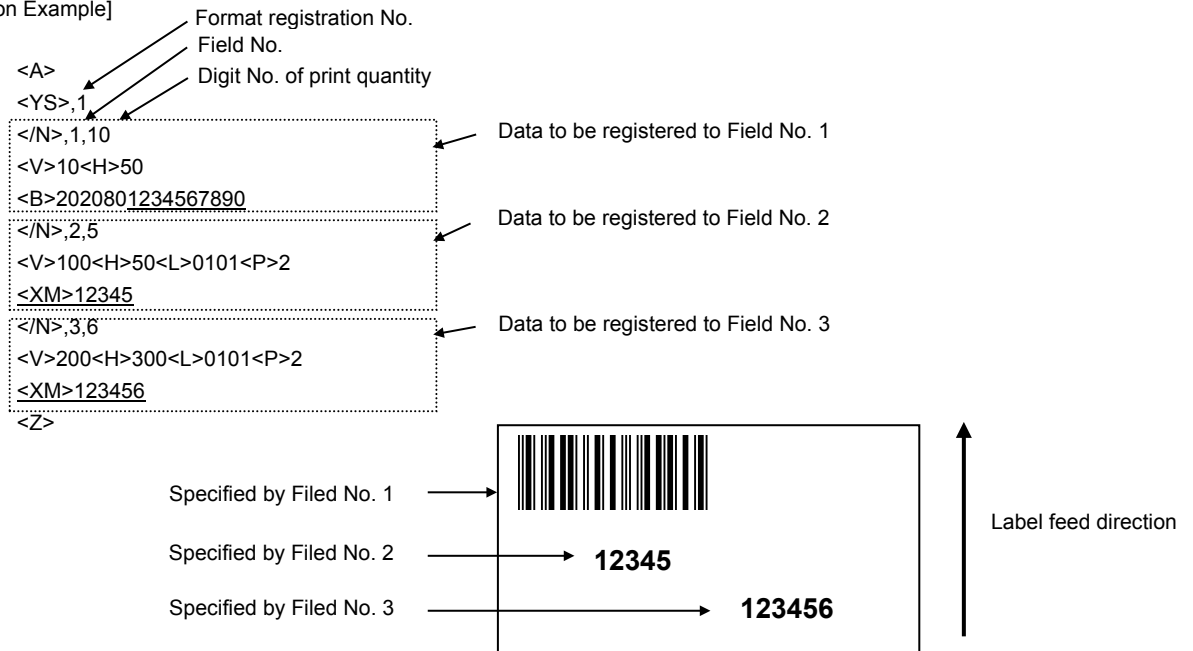 on Example]
Format registration No.
Field No.
Digit No. of print quantity
<A>
<YS>,1
</N>,1,10
Data to be registered to Field No. 1
<V>10<H>50
<B>2020801234567890
Data to be registered to Field No. 2
</N>,2,5
<V>100<H>50<L>0101<P>2
<XM>12345
</N>,3,6
Data to be registered to Field No. 3
<V>200<H>300<L>0101<P>2
<XM>123456
<Z>
Specified by Filed No. 1
Label feed direction
Specified by Filed No. 2
12345
Specified by Filed No. 3
123456